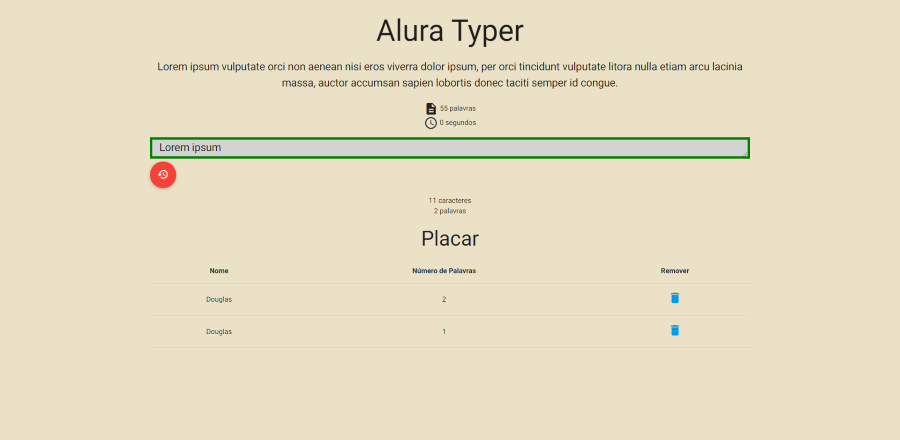 Alura Typer
Lorem ipsum vulputate orci non aenean nisi eros viverra dolor ipsum, per orci tincidunt vulputate litora nulla etiam arcu lacinia
massa, auctor accumsan sapien lobortis donec taciti semper id congue.
55 palavras
0 segundos
Lorem ipsum
11 caracteres
2 palavras
Placar
Nome Número de Palavras Remover
Douglas 2
Douglas 1